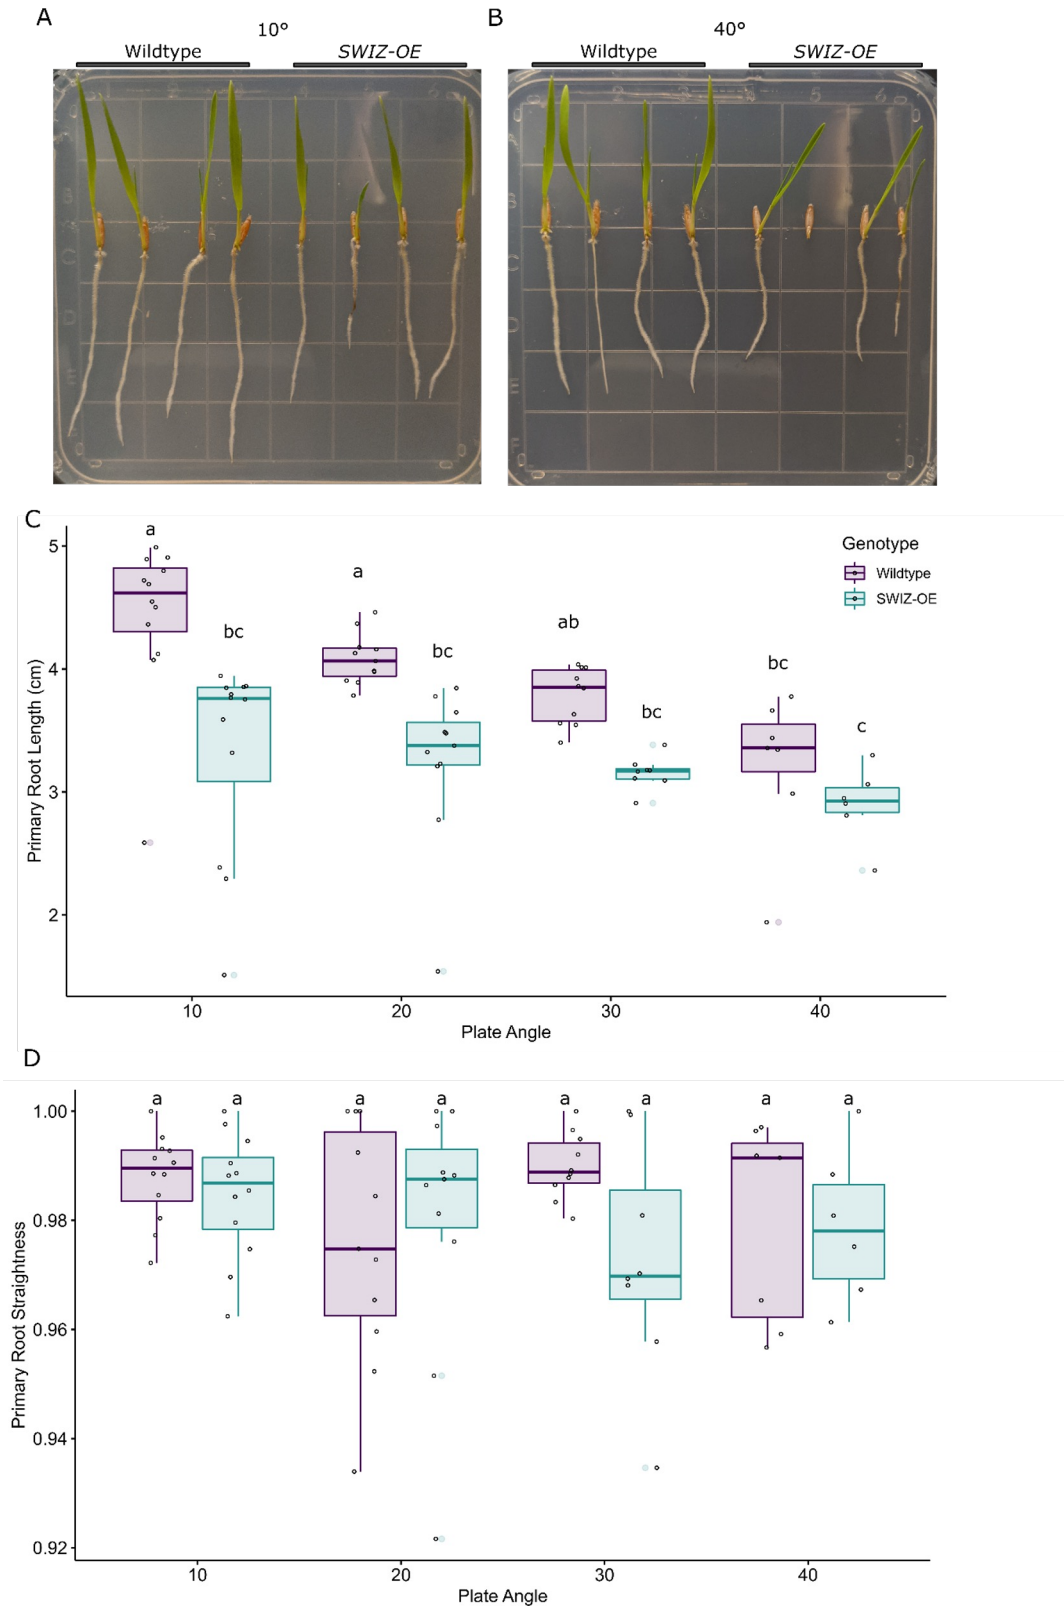 A
B
10°
40°
Wildtype
SWIZ-OE
Wildtype
SWIZ-OE
C
a
a
ab
bc
bc
bc
bc
c
Genotype
Wildtype
SWIZ-OE
5
4
3
2
Primary Root Length (cm)
10
20
30
40
Plate Angle
D
a
a
a
a
a
a
a
a
1.00
0.98
0.96
0.94
0.92
Primary Root Straightness
10
20
30
40
Plate Angle